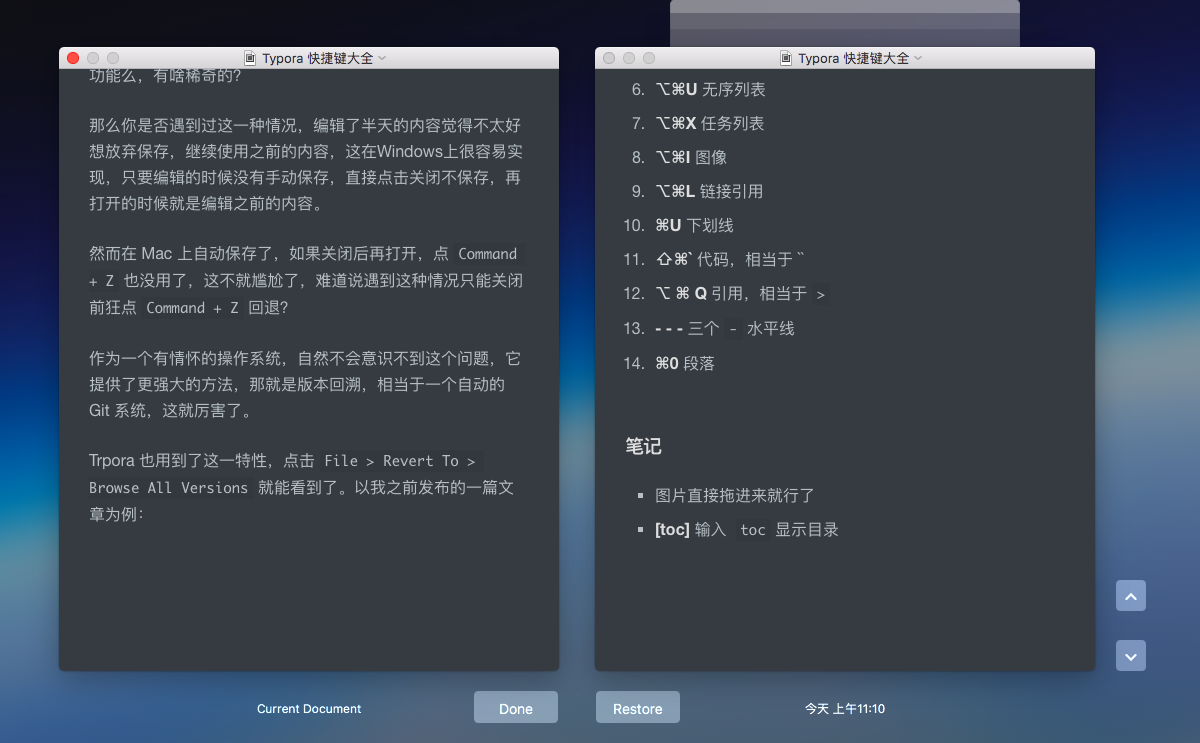 Typora 快捷键大全
功能么，有啥稀奇的？
那么你是否遇到过这一种情况，编辑了半天的内容觉得不太好
想放弃保存，继续使用之前的内容，这在Windows上很容易实
现，只要编辑的时候没有手动保存，直接点击关闭不保存，再
打开的时候就是编辑之前的内容。
然而在 Mac 上自动保存了，如果关闭后再打开，点 Command
+ Z 也没用了，这不就尴尬了，难道说遇到这种情况只能关闭
前狂点 Command + Z 回退？
作为一个有情怀的操作系统，自然不会意识不到这个问题，它
提供了更强大的方法，那就是版本回溯，相当于一个自动的
Git 系统，这就厉害了。
Trpora 也用到了这一特性，点击 File > Revert To >
Browse All Versions 就能看到了。以我之前发布的一篇文
章为例：
Current Document
Done
Typora 快捷键大全
6. ⌥⌘U 无序列表
7. ⌥⌘X 任务列表
8. ⌥⌘I 图像
9. ⌥⌘L 链接引用
10. ⌘U 下划线
11. ⇧⌘` 代码，相当于 ``
12. ⌥ ⌘ Q 引用，相当于 >
13. - - - 三个 - 水平线
14. ⌘0 段落
笔记
▪ 图片直接拖进来就行了
▪ [toc] 输入 toc 显示目录
Restore
今天 上午11:10